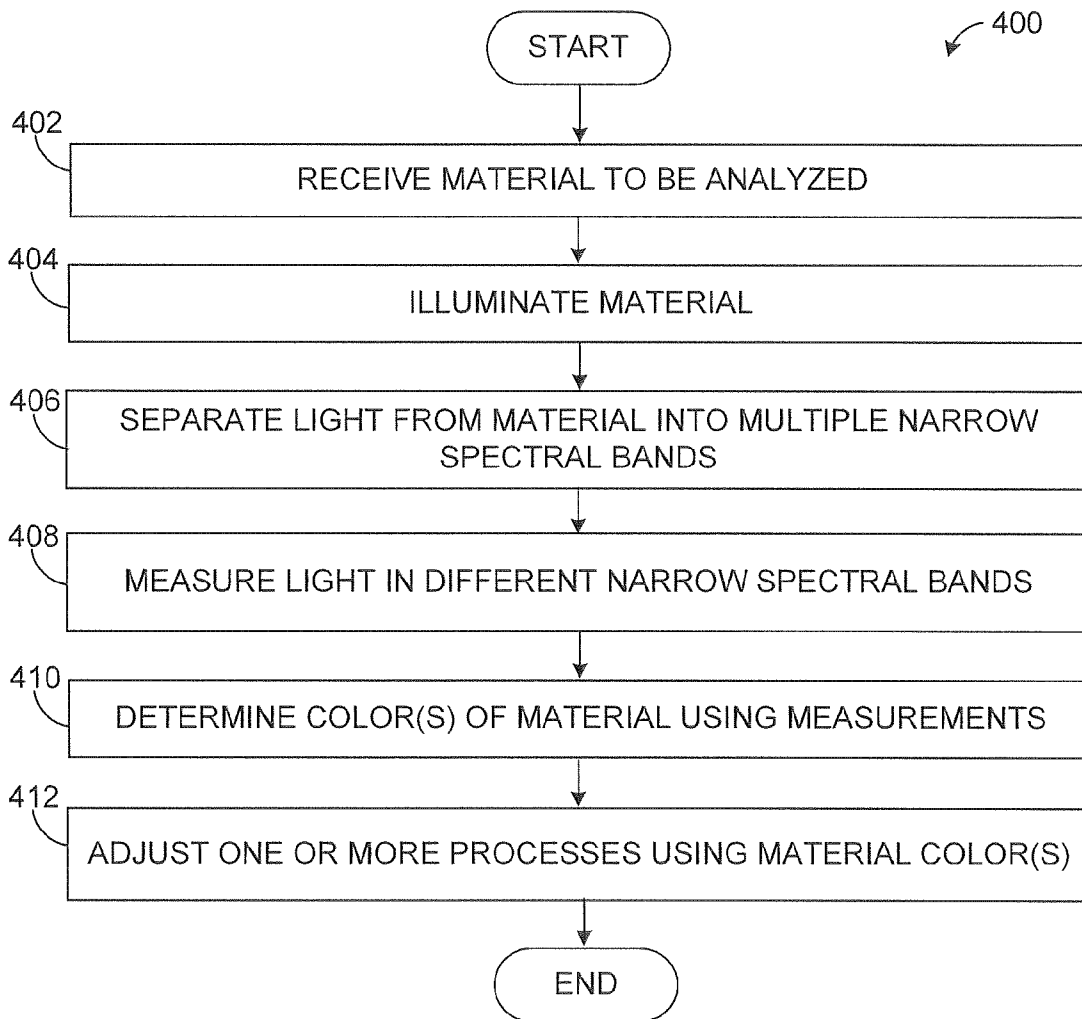 START
400
402
RECEIVE MATERIAL TO BE ANALYZED
404
ILLUMINATE MATERIAL
406
SEPARATE LIGHT FROM MATERIAL INTO MULTIPLE NARROW
SPECTRAL BANDS
408
MEASURE LIGHT IN DIFFERENT NARROW SPECTRAL BANDS
410
DETERMINE COLOR(S) OF MATERIAL USING MEASUREMENTS
412
ADJUST ONE OR MORE PROCESSES USING MATERIAL COLOR(S)
END